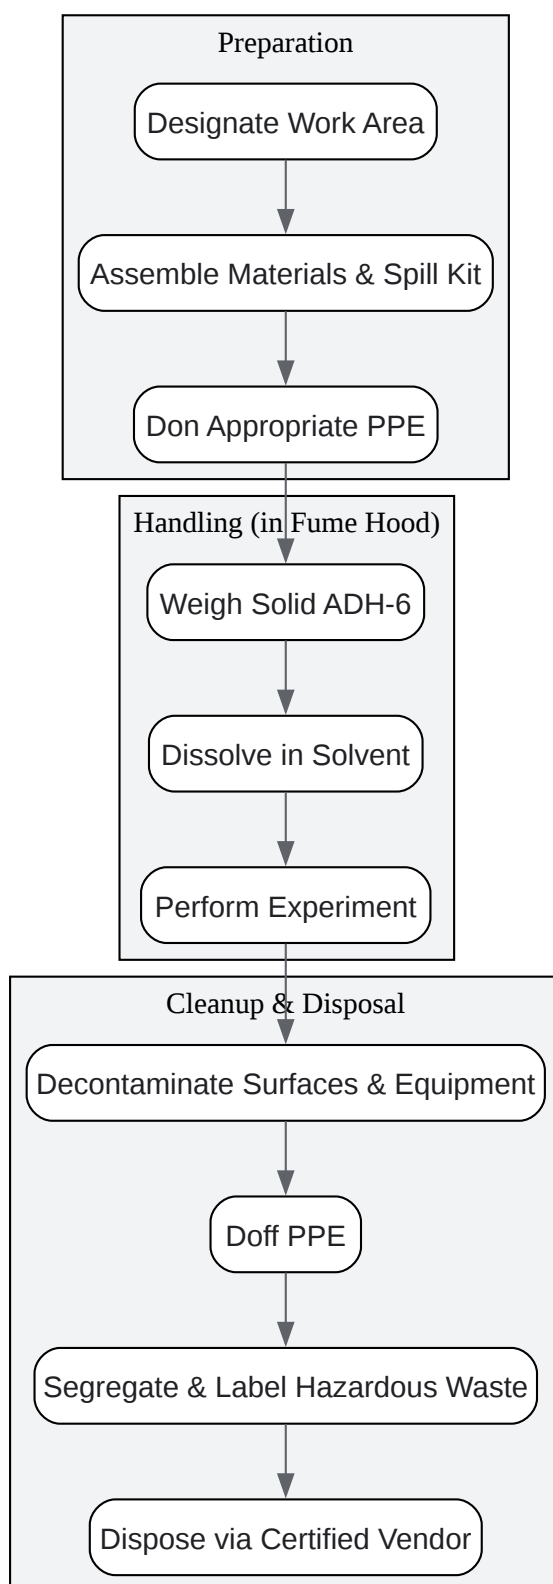 Preparation
Designate Work Area
Assemble Materials & Spill Kit
Don Appropriate PPE
Handling (in Fume Hood)
Weigh Solid ADH-6
Dissolve in Solvent
Perform Experiment
Cleanup & Disposal
Decontaminate Surfaces & Equipment
Doff PPE
Segregate & Label Hazardous Waste
Dispose via Certified Vendor